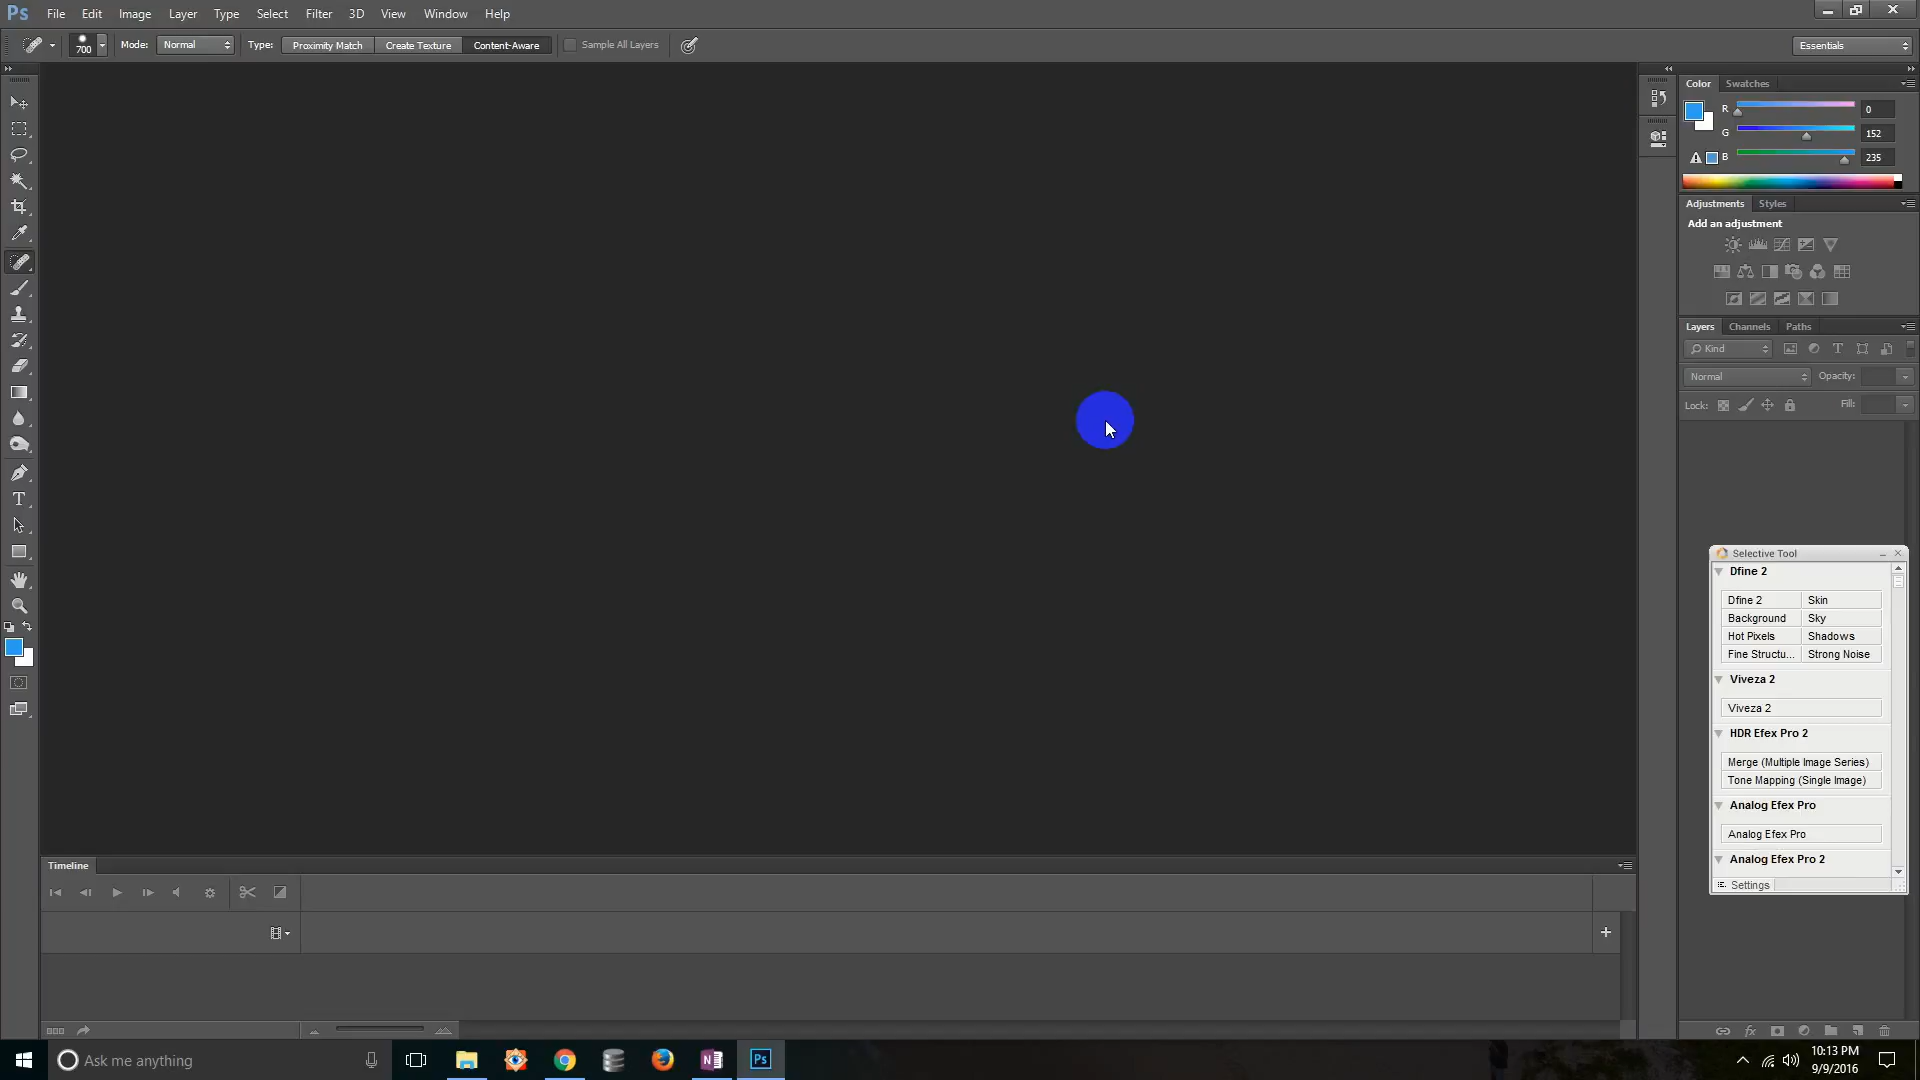 Ps File Edit Image Layer Type Select Filter 3D View Window Help
700 Mode: Normal Type: Proximity Match Create Texture Content-Aware Sample All Layers Essentials
Color Swatches
R 0
G 152
B 235
Adjustments Styles
Add an adjustment
Layers Channels Paths
Kind
Normal Opacity:
Lock: Fill:
Selective Tool
Dfine 2
Dfine 2 Skin
Background Sky
Hot Pixels Shadows
Fine Structu... Strong Noise
Viveza 2
Viveza 2
HDR Efex Pro 2
Merge (Multiple Image Series)
Tone Mapping (Single Image)
Analog Efex Pro
Analog Efex Pro
Analog Efex Pro 2
Settings
Timeline
Ask me anything
N
Ps
10:13 PM
9/9/2016